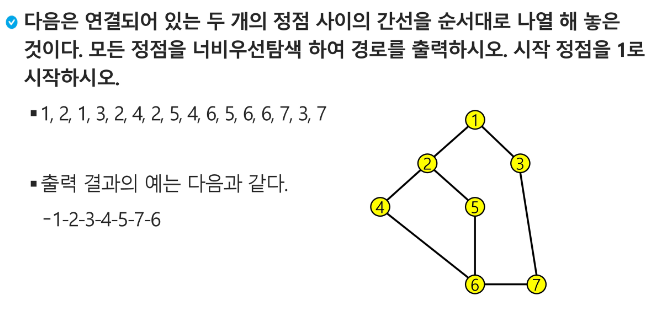 다음은 연결되어 있는 두 개의 정점 사이의 간선을 순서대로 나열 해 놓은
것이다. 모든 정점을 너비우선탐색 하여 경로를 출력하시오. 시작 정점을 1로
시작하시오.
1, 2, 1, 3, 2, 4, 2, 5, 4, 6, 5, 6, 6, 7, 3, 7
출력 결과의 예는 다음과 같다.
-1-2-3-4-5-7-6
1
2
3
4
5
6
7